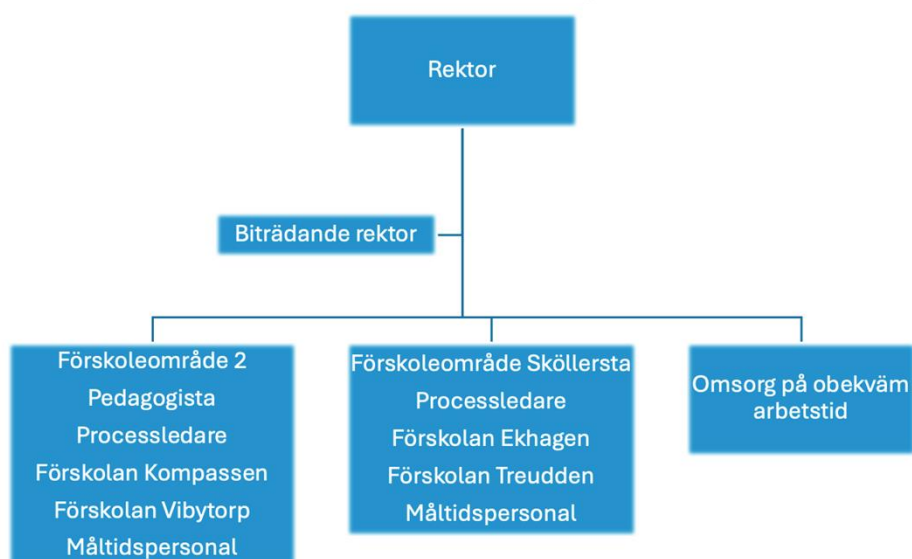 Rektor
Biträdande rektor
Förskoleområde 2
Pedagogista
Processledare
Förskolan Kompassen
Förskolan Vibytorp
Måltidspersonal
Förskoleområde Sköllersta
Processledare
Förskolan Ekhagen
Förskolan Treudden
Måltidspersonal
Omsorg på obekväm
arbetstid